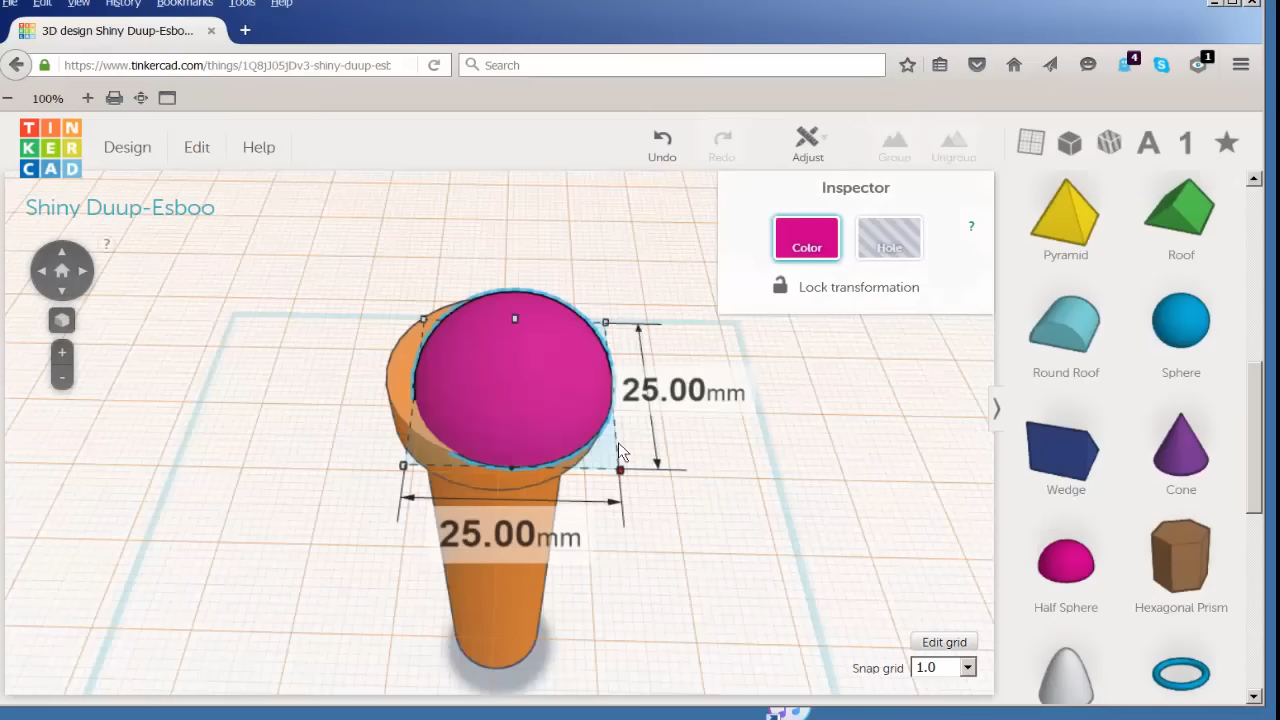 File Edit View History Bookmarks Tools Help
3D design Shiny Duup-Esbo...
https://www.tinkercad.com/things/1Q8jJ05jDv3-shiny-duup-esb
Search
4
1
100%
TIN
KER
CAD
Design
Edit
Help
Undo
Redo
Adjust
Group
Ungroup
A
1
Shiny Duup-Esboo
?
+
-
Inspector
Color
Hole
?
Lock transformation
25.00mm
25.00mm
Edit grid
Snap grid 1.0
Pyramid
Roof
Round Roof
Sphere
Wedge
Cone
Half Sphere
Hexagonal Prism